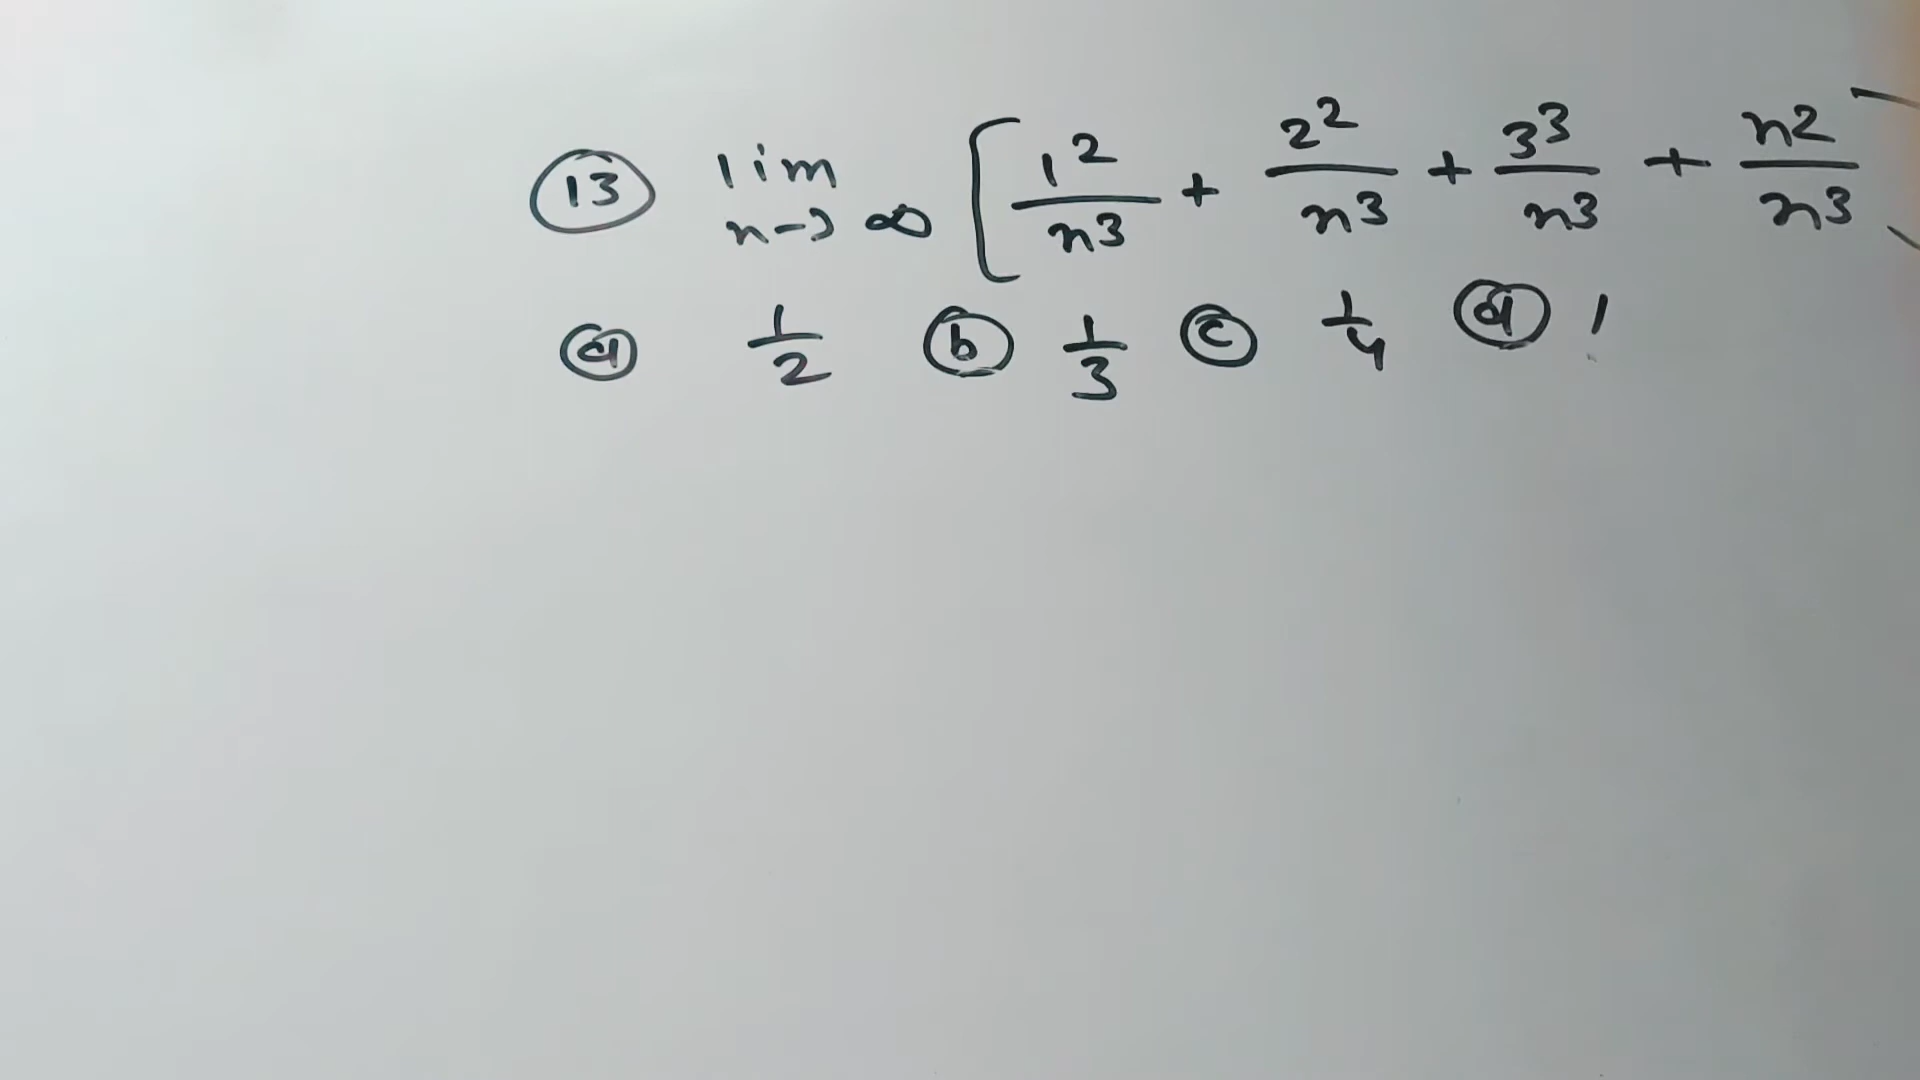 13 lim n→∞ [ 1²/n³ + 2²/n³ + 3³/n³ + n²/n³ ]
a 1/2 b 1/3 c 1/4 d 1